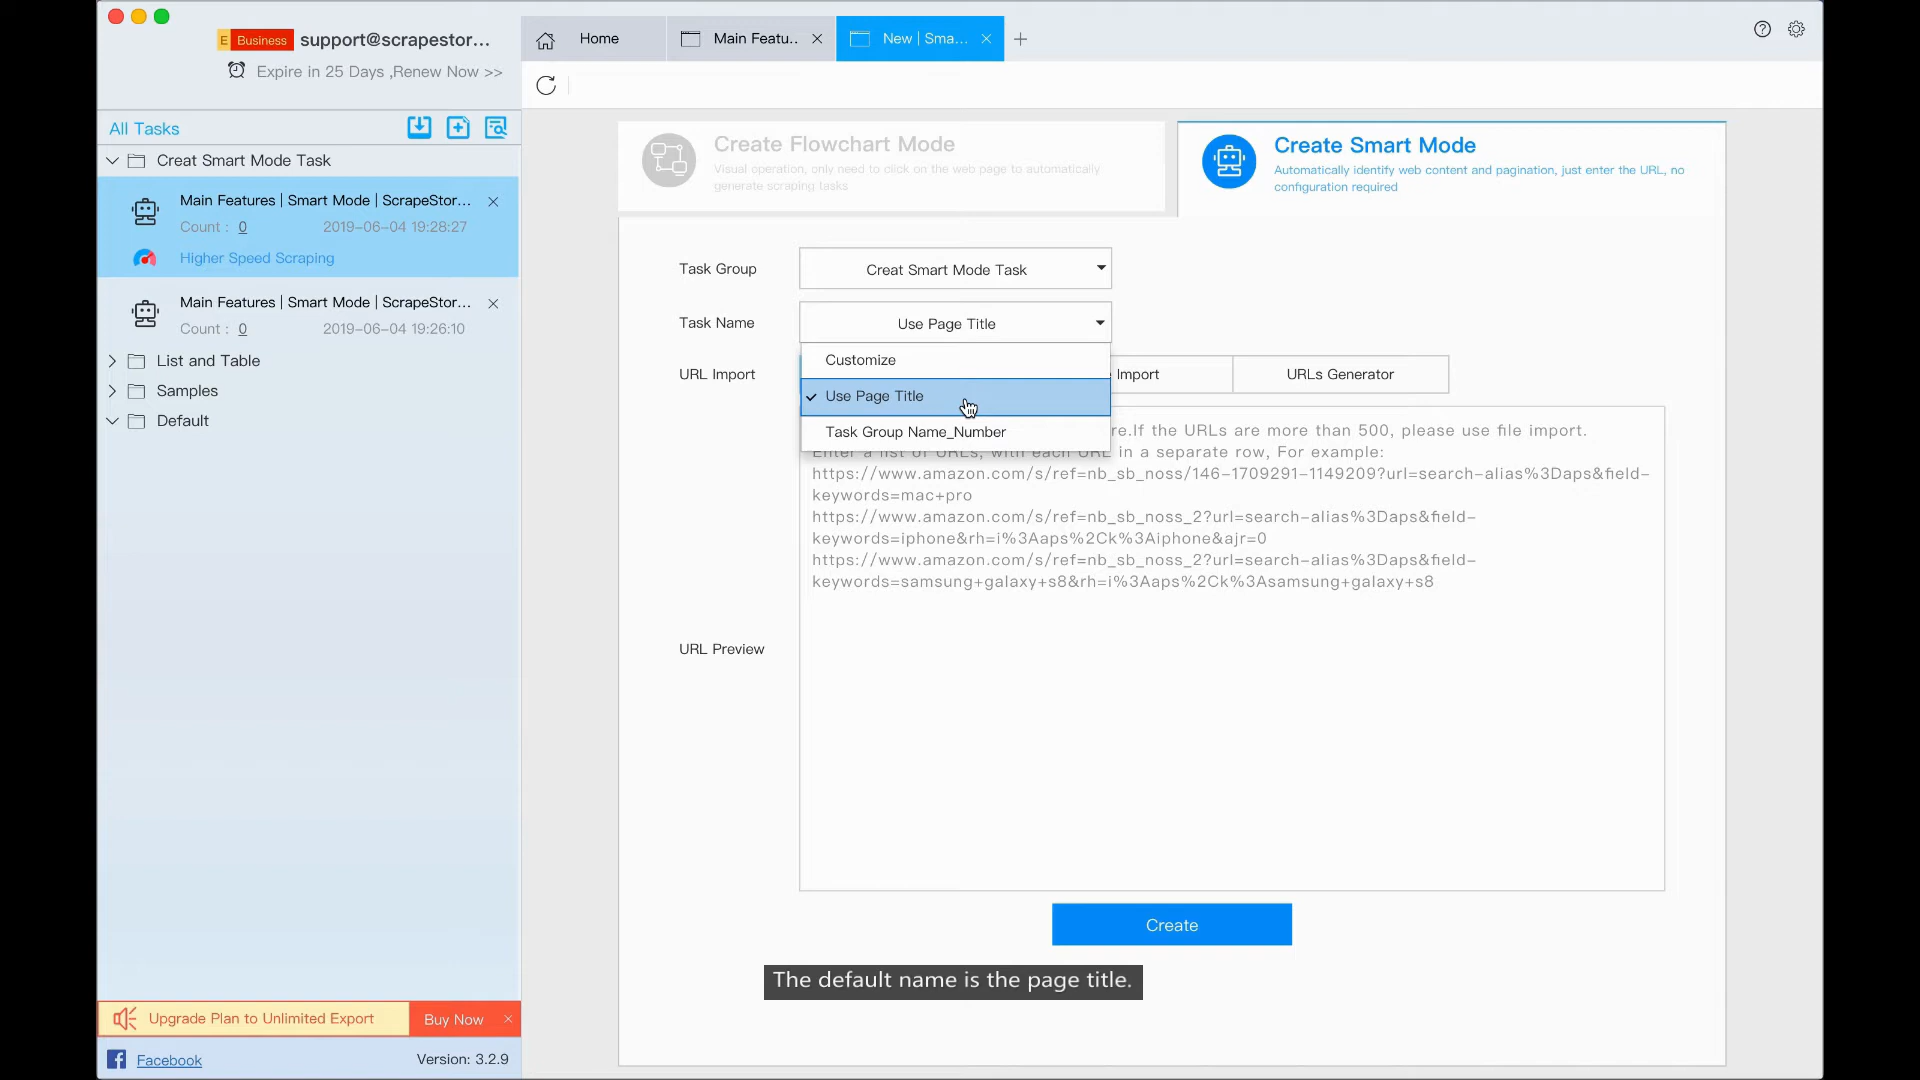 E Business support@scrapestor...
Expire in 25 Days ,Renew Now >>
Home
Main Featu..
New | Sma...
All Tasks
Creat Smart Mode Task
Main Features | Smart Mode | ScrapeStor...
Count : 0 2019-06-04 19:28:27
Higher Speed Scraping
Main Features | Smart Mode | ScrapeStor...
Count : 0 2019-06-04 19:26:10
List and Table
Samples
Default
Upgrade Plan to Unlimited Export
Buy Now
Facebook
Version: 3.2.9
Create Flowchart Mode
Visual operation, only need to click on the web page to automatically
generate scraping tasks
Create Smart Mode
Automatically identify web content and pagination, just enter the URL, no
configuration required
Task Group
Creat Smart Mode Task
Task Name
Use Page Title
Customize
Use Page Title
Task Group Name_Number
URL Import
Import
URLs Generator
re.If the URLs are more than 500, please use file import.
Enter a list of URLs, with each URL in a separate row, For example:
https://www.amazon.com/s/ref=nb_sb_noss/146-1709291-1149209?url=search-alias%3Daps&field-
keywords=mac+pro
https://www.amazon.com/s/ref=nb_sb_noss_2?url=search-alias%3Daps&field-
keywords=iphone&rh=i%3Aaps%2Ck%3Aiphone&ajr=0
https://www.amazon.com/s/ref=nb_sb_noss_2?url=search-alias%3Daps&field-
keywords=samsung+galaxy+s8&rh=i%3Aaps%2Ck%3Asamsung+galaxy+s8
URL Preview
Create
The default name is the page title.